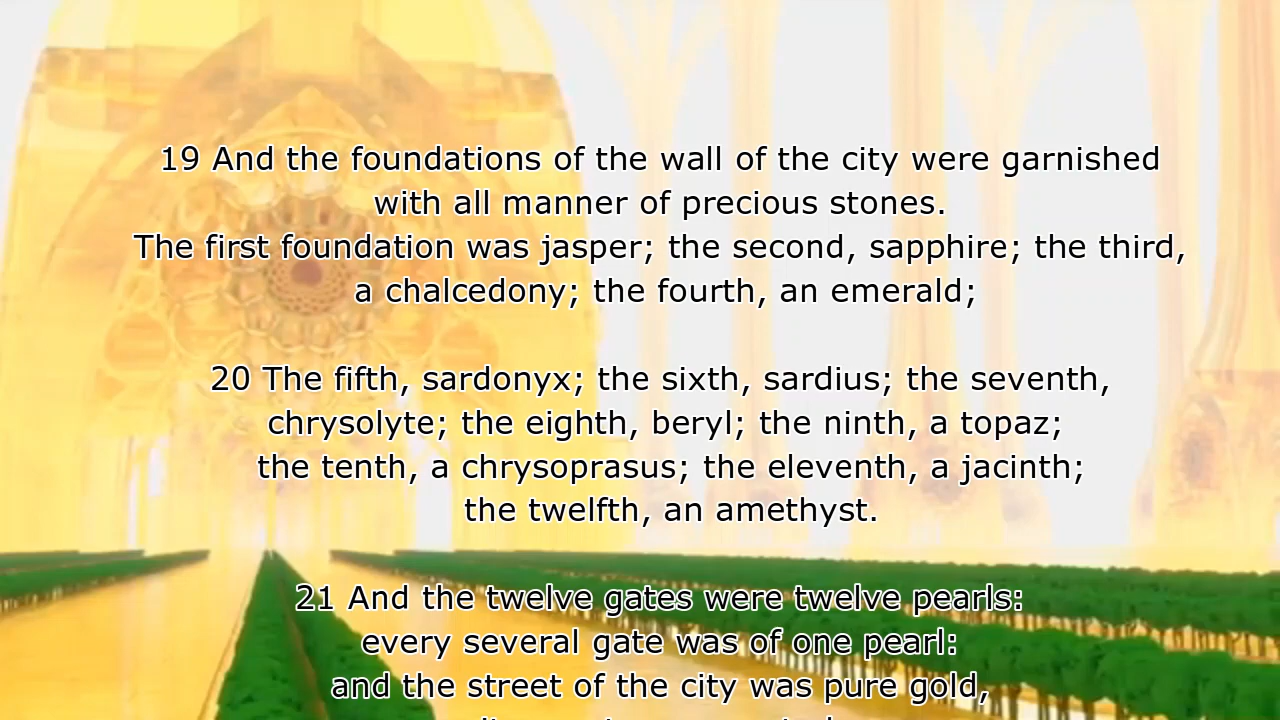 19 And the foundations of the wall of the city were garnished
with all manner of precious stones.
The first foundation was jasper; the second, sapphire; the third,
a chalcedony; the fourth, an emerald;
20 The fifth, sardonyx; the sixth, sardius; the seventh,
chrysolyte; the eighth, beryl; the ninth, a topaz;
the tenth, a chrysoprasus; the eleventh, a jacinth;
the twelfth, an amethyst.
21 And the twelve gates were twelve pearls:
every several gate was of one pearl:
and the street of the city was pure gold,